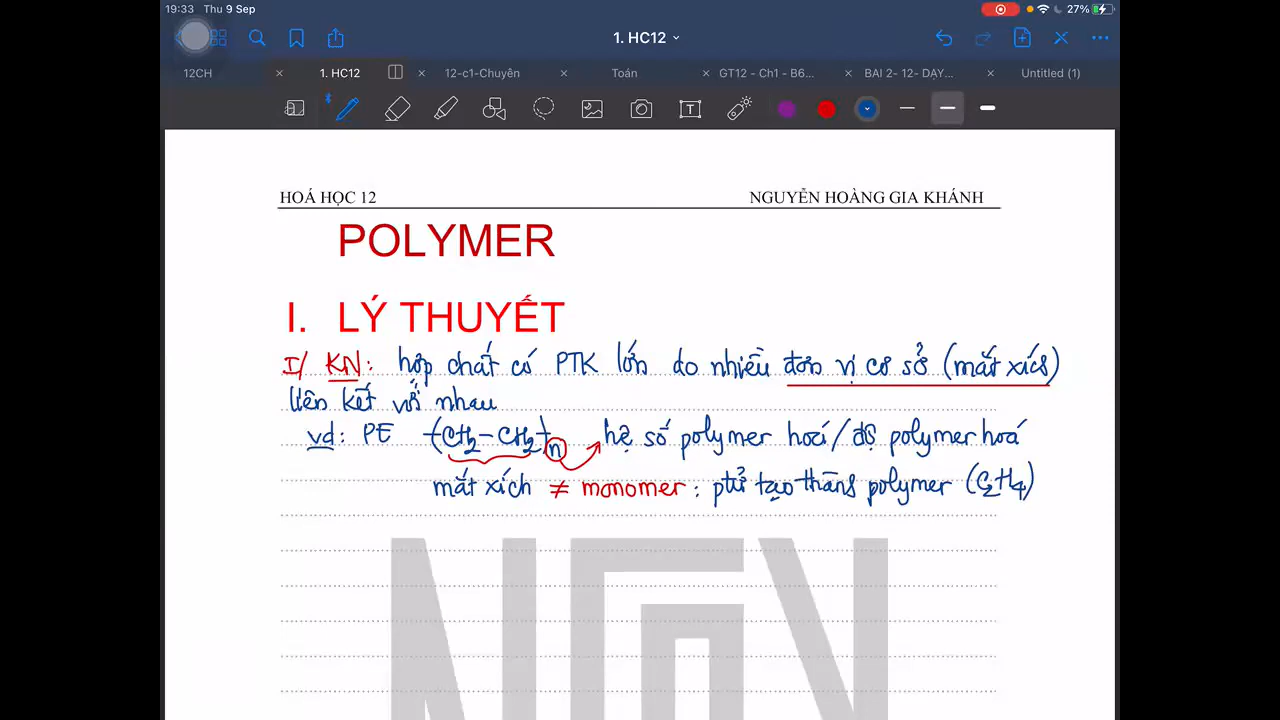 19:33 Thu 9 Sep 27%
1. HC12
12CH 1. HC12 12-c1-Chuyên Toán GT12 - Ch1 - B6... BAI 2- 12- DẠY... Untitled (1)
HOÁ HỌC 12 NGUYỄN HOÀNG GIA KHÁNH
POLYMER
I. LÝ THUYẾT
I/ KN: hợp chất có PTK lớn do nhiều đơn vị cơ sở (mắt xích)
liên kết với nhau
vd: PE -(CH2-CH2)n hệ số polymer hoá/độ polymer hoá
mắt xích ≠ monomer: ptử tạo thành polymer (C2H4)